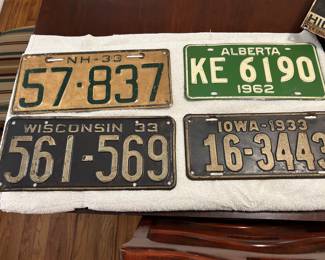 NH-33
57-837
ALBERTA
KE 6190
1962
WISCONSIN 33
561-569
IOWA-1933
16-3443